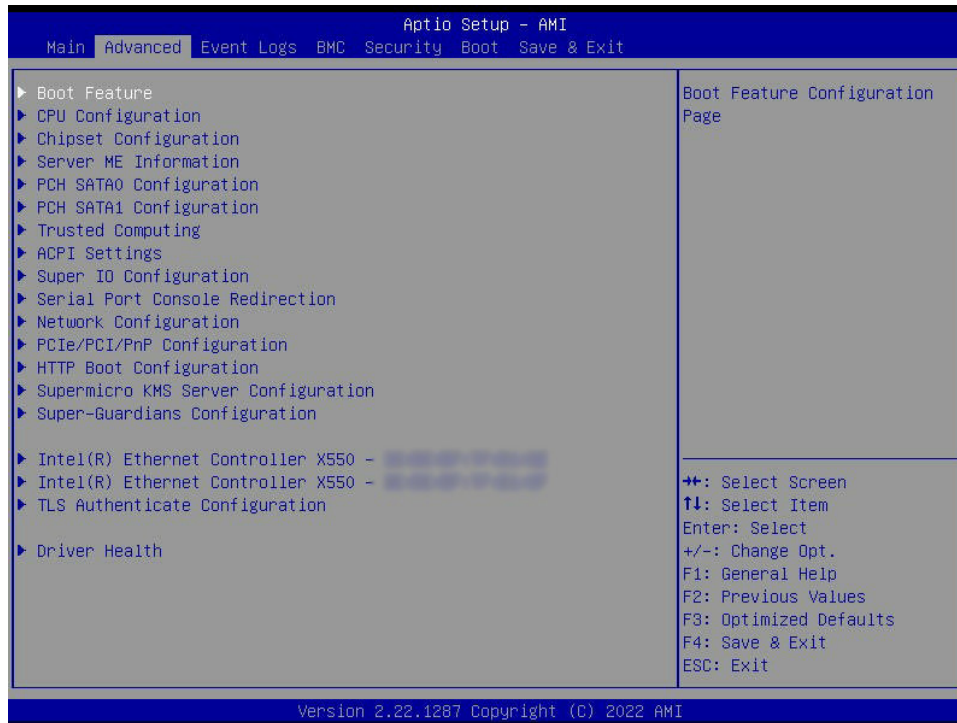 Aptio Setup – AMI
Main Advanced Event Logs BMC Security Boot Save & Exit
Boot Feature
CPU Configuration
Chipset Configuration
Server ME Information
PCH SATA0 Configuration
PCH SATA1 Configuration
Trusted Computing
ACPI Settings
Super IO Configuration
Serial Port Console Redirection
Network Configuration
PCIe/PCI/PnP Configuration
HTTP Boot Configuration
Supermicro KMS Server Configuration
Super-Guardians Configuration
Intel(R) Ethernet Controller X550 –
Intel(R) Ethernet Controller X550 –
TLS Authenticate Configuration
Driver Health
Boot Feature Configuration
Page
→←: Select Screen
↑↓: Select Item
Enter: Select
+/-: Change Opt.
F1: General Help
F2: Previous Values
F3: Optimized Defaults
F4: Save & Exit
ESC: Exit
Version 2.22.1287 Copyright (C) 2022 AMI